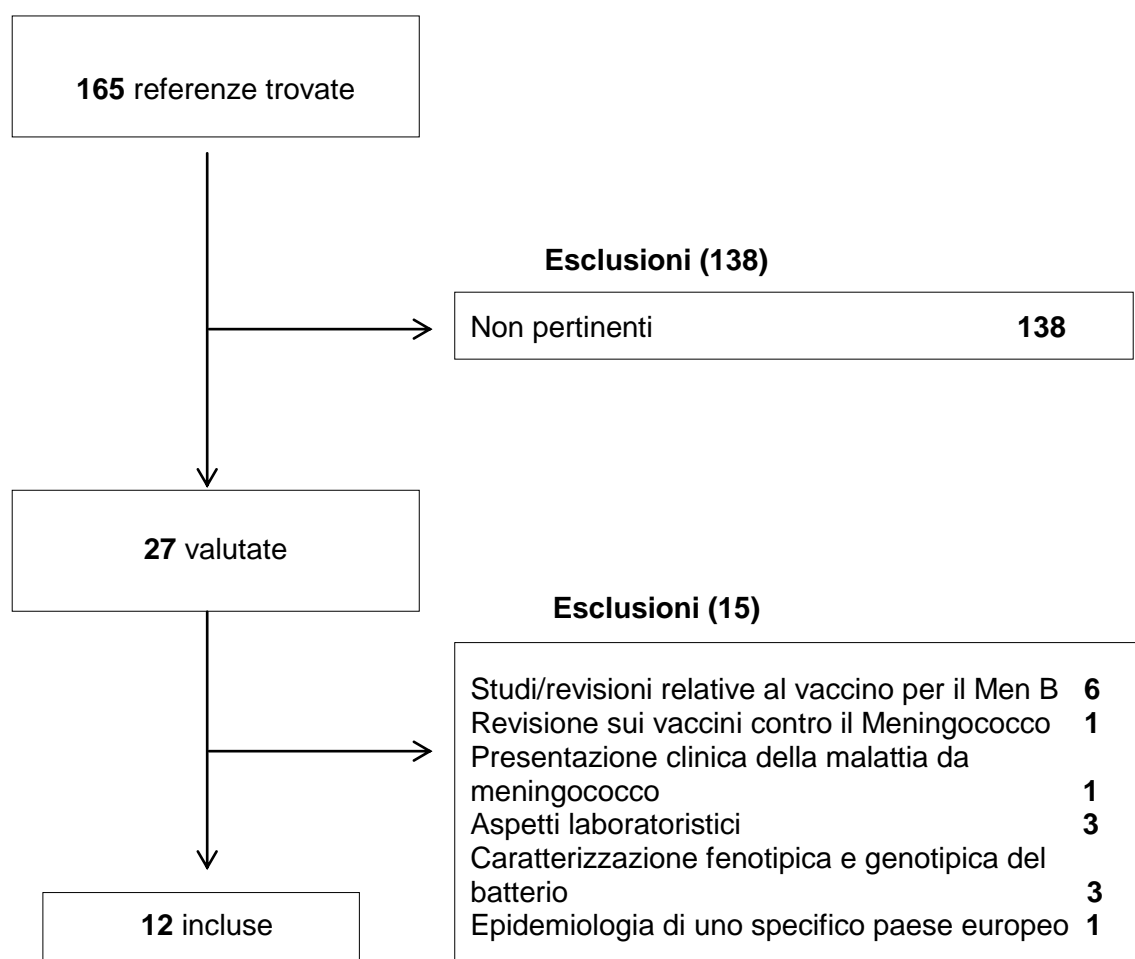 165 referenze trovate
Esclusioni (138)
Non pertinenti 138
27 valutate
Esclusioni (15)
Studi/revisioni relative al vaccino per il Men B 6
Revisione sui vaccini contro il Meningococco 1
Presentazione clinica della malattia da
meningococco 1
Aspetti laboratoristici 3
Caratterizzazione fenotipica e genotipica del
batterio 3
Epidemiologia di uno specifico paese europeo 1
12 incluse